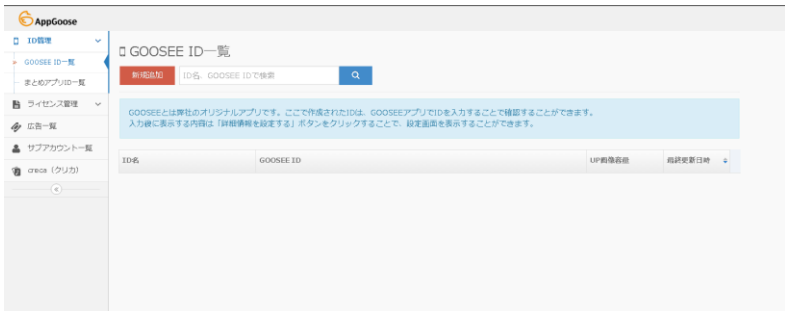 AppGoose
ID管理
GOOSEE ID一覧
まとめアプリID一覧
ライセンス管理
広告一覧
サブアカウント一覧
creca（クリカ）
GOOSEE ID一覧
新規追加
ID名、GOOSEE IDで検索
GOOSEEとは弊社のオリジナルアプリです。ここで作成されたIDは、GOOSEEアプリでIDを入力することで確認することができます。
入力後に表示する内容は「詳細情報を設定する」ボタンをクリックすることで、設定画面を表示することができます。
ID名 GOOSEE ID UP画像容量 最終更新日時